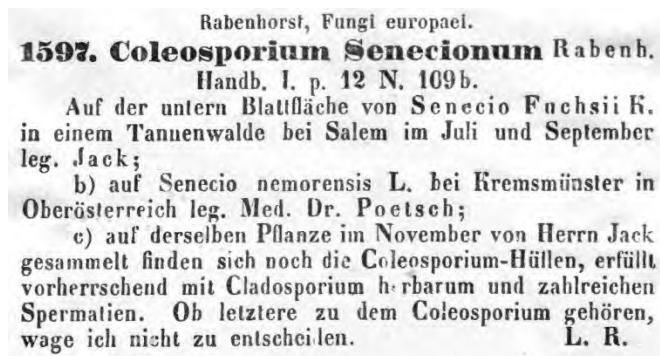 Rabenhorst, Fungi europaei.
1597. Coleosporium Senecionum Rabenh.
Handb. I. p. 12 N. 109b.
Auf der untern Blattfläche von Senecio Fuchsii K.
in einem Tannenwalde bei Salem im Juli und September
leg. Jack;
b) auf Senecio nemorensis L. bei Kremsmünster in
Oberösterreich leg. Med. Dr. Poetsch;
c) auf derselben Pflanze im November von Herrn Jack
gesammelt finden sich noch die Coleosporium-Hüllen, erfüllt
vorherrschend mit Cladosporium herbarum und zahlreichen
Spermatien. Ob letztere zu dem Coleosporium gehören,
wage ich nicht zu entscheiden. L. R.